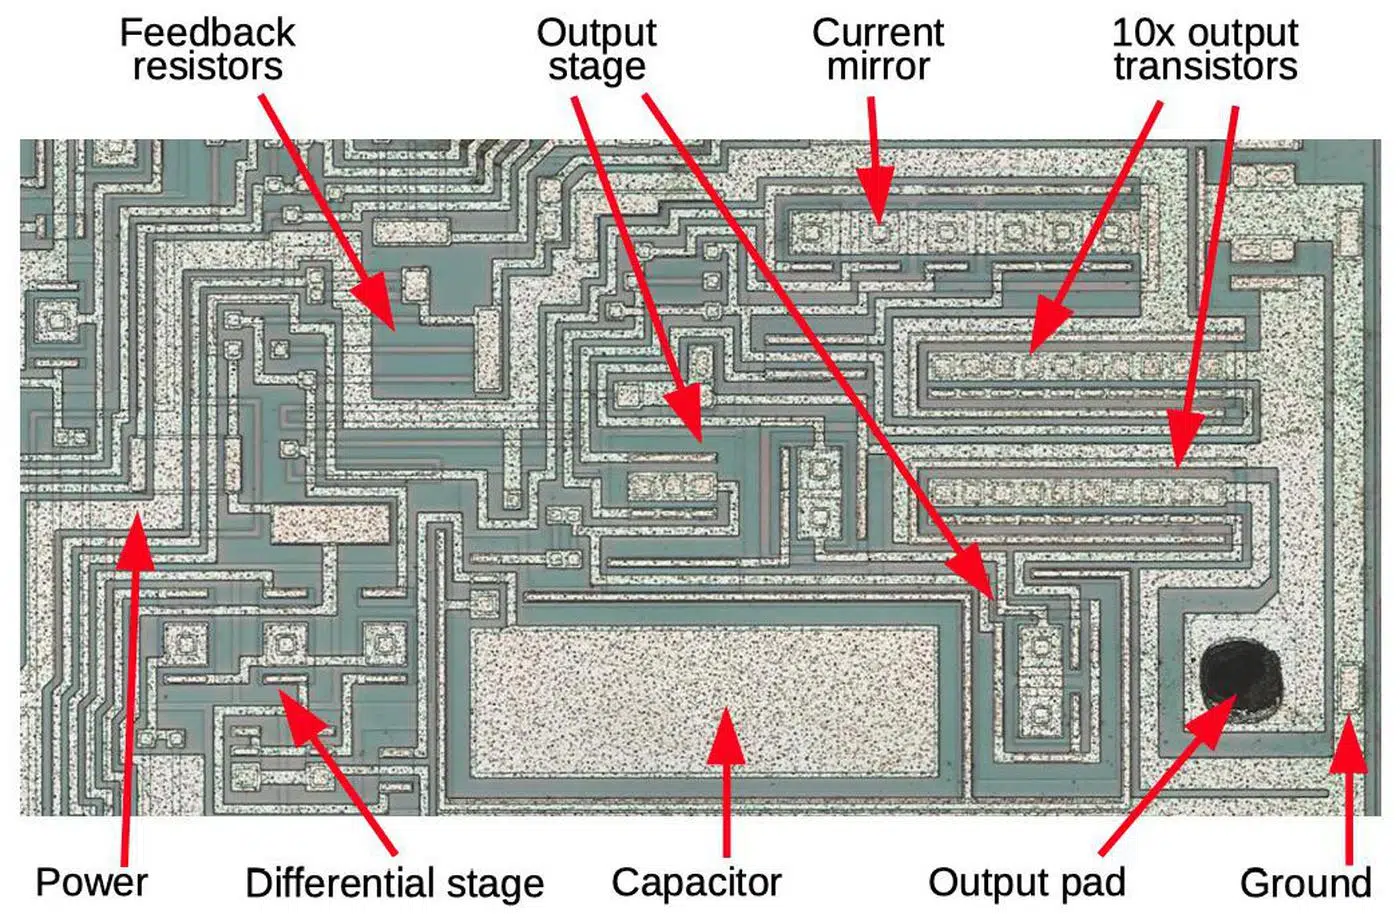 Feedback
resistors
Output
stage
Current
mirror
10x output
transistors
Power
Differential stage
Capacitor
Output pad
Ground